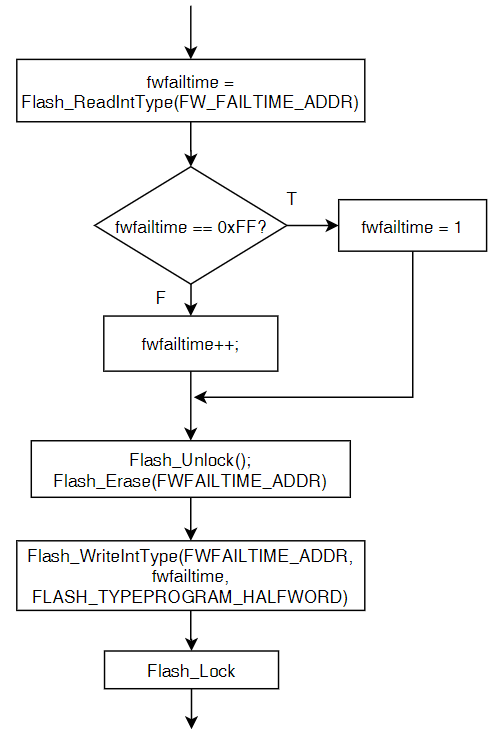 fwfailtime =
Flash_ReadIntType(FW_FAILTIME_ADDR)
fwfailtime == 0xFF?
T
fwfailtime = 1
F
fwfailtime++;
Flash_Unlock();
Flash_Erase(FWFAILTIME_ADDR)
Flash_WriteIntType(FWFAILTIME_ADDR,
fwfailtime,
FLASH_TYPEPROGRAM_HALFWORD)
Flash_Lock